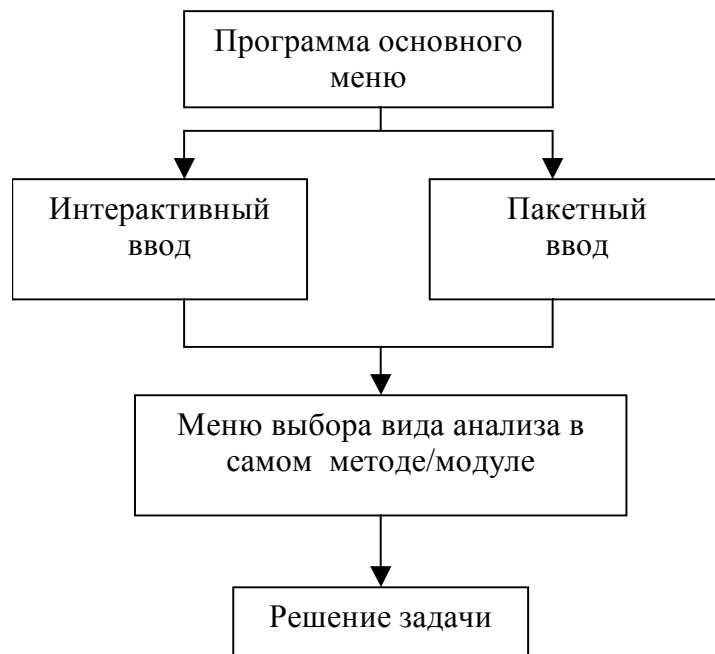 Программа основного
меню
Интерактивный
ввод
Пакетный
ввод
Меню выбора вида анализа в
самом методе/модуле
Решение задачи